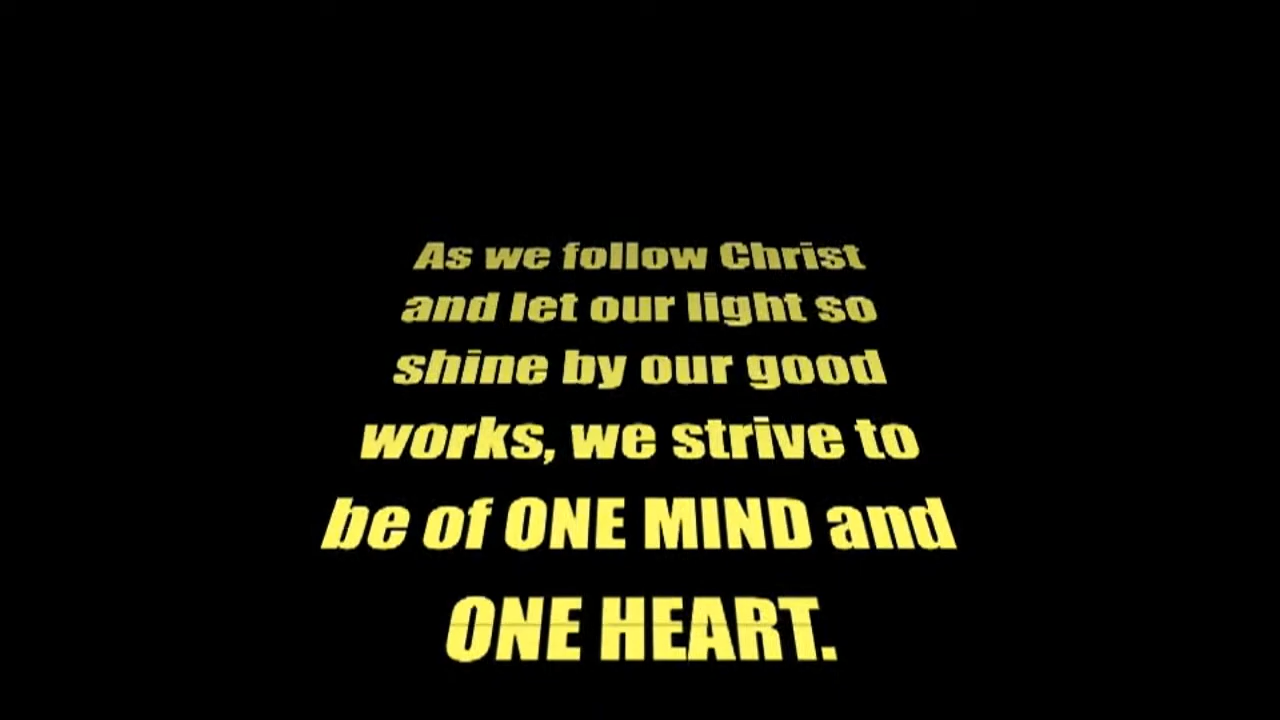 As we follow Christ
and let our light so
shine by our good
works, we strive to
be of ONE MIND and
ONE HEART.